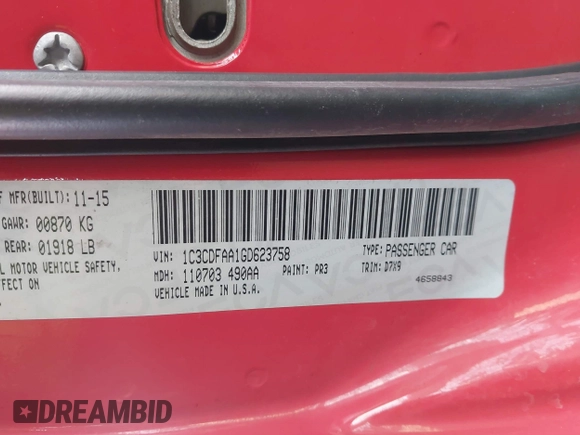 F MFR(BUILT): 11-15
GAWR: 00870 KG
REAR: 01918 LB
L MOTOR VEHICLE SAFETY,
FFECT ON
VIN: 1C3CDFAA1GD623758
TYPE: PASSENGER CAR
MDH: 110703 490AA
PAINT: PR3
TRIM: D7X9
VEHICLE MADE IN U.S.A.
4658843
DREAMBID